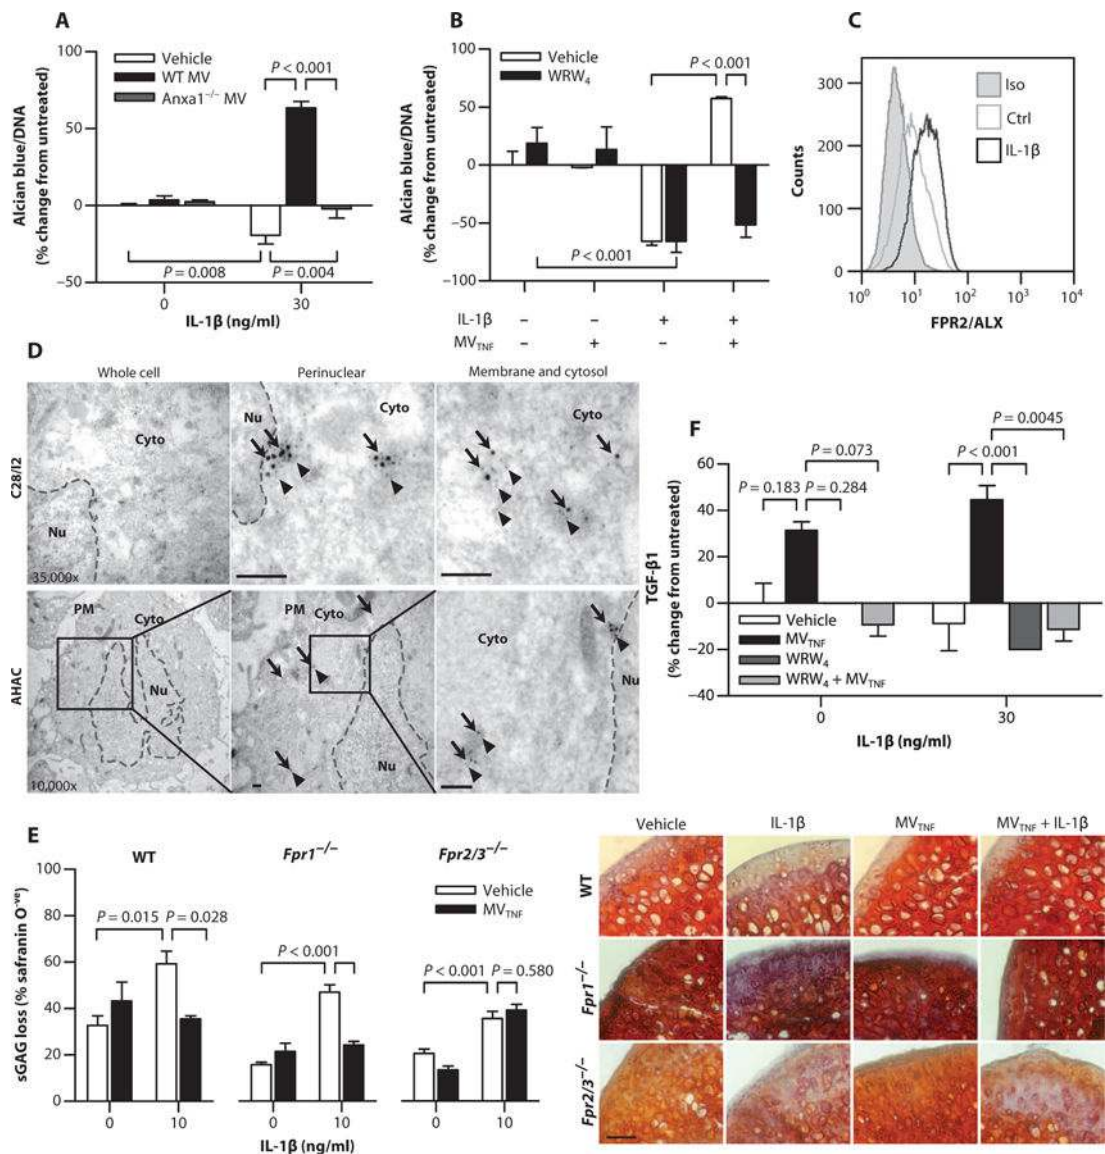 A
Alcian blue/DNA
(% change from untreated)
100
50
0
−50
Vehicle
WT MV
Anxa1−/− MV
P < 0.001
P = 0.008
P = 0.004
0
30
IL-1β (ng/ml)
B
Alcian blue/DNA
(% change from untreated)
100
50
0
−50
−100
Vehicle
WRW4
P < 0.001
P < 0.001
IL-1β − − + +
MVTNF − + − +
C
Counts
300
200
100
0
Iso
Ctrl
IL-1β
10⁰ 10¹ 10² 10³ 10⁴
FPR2/ALX
D
Whole cell
Perinuclear
Membrane and cytosol
C28/I2
Cyto
Nu
35,000x
Nu
Cyto
Cyto
AHAC
PM
Cyto
Nu
10,000x
PM
Cyto
Nu
Cyto
Nu
F
TGF-β1
(% change from untreated)
60
40
20
0
−20
−40
P = 0.0045
P = 0.073
P < 0.001
P = 0.183
P = 0.284
Vehicle
MVTNF
WRW4
WRW4 + MVTNF
0
30
IL-1β (ng/ml)
E
sGAG loss (% safranin O-ve)
100
80
60
40
20
0
WT
Fpr1−/−
Fpr2/3−/−
Vehicle
MVTNF
P = 0.015
P = 0.028
P < 0.001
P < 0.001
P = 0.580
0 10 0 10 0 10
IL-1β (ng/ml)
Vehicle
IL-1β
MVTNF
MVTNF + IL-1β
WT
Fpr1−/−
Fpr2/3−/−